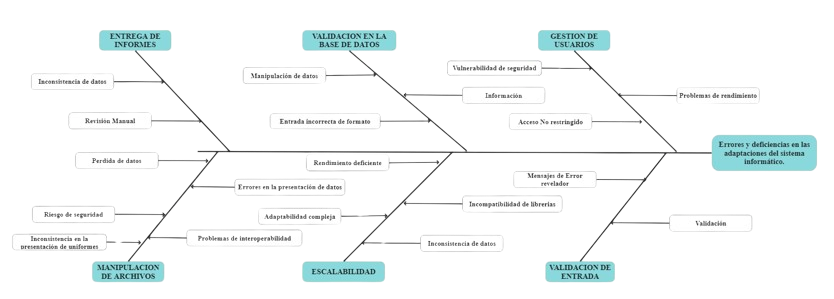 ENTREGA DE
INFORMES
VALIDACION EN LA
BASE DE DATOS
GESTION DE
USUARIOS
Inconsistencia de datos
Revisión Manual
Manipulación de datos
Información
Entrada incorrecta de formato
Vulnerabilidad de seguridad
Problemas de rendimiento
Acceso No restringido
Errores y deficiencias en las
adaptaciones del sistema
informático.
Perdida de datos
Errores en la presentación de datos
Riesgo de seguridad
Inconsistencia en la
presentación de uniformes
Problemas de interoperabilidad
Rendimiento deficiente
Incompatibilidad de librerías
Adaptabilidad compleja
Inconsistencia de datos
Mensajes de Error
revelador
Validación
MANIPULACION
DE ARCHIVOS
ESCALABILIDAD
VALIDACION DE
ENTRADA